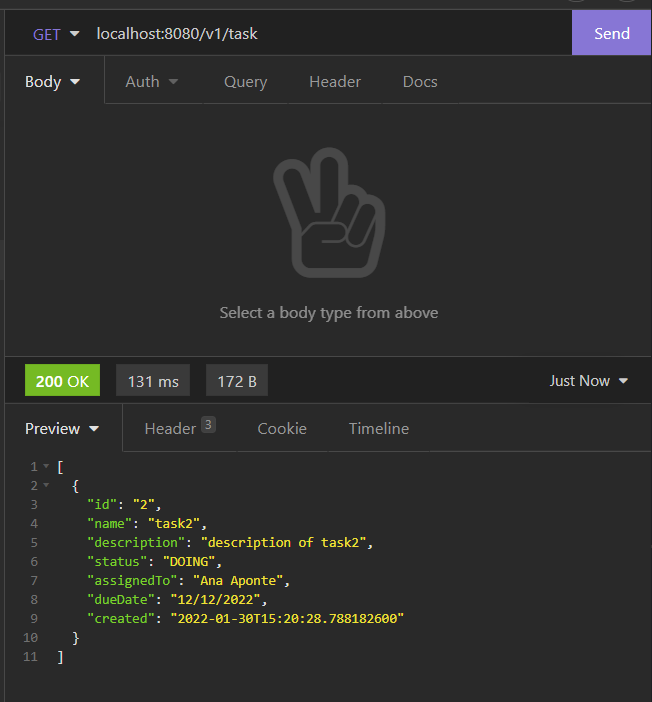 GET localhost:8080/v1/task Send
Body Auth Query Header Docs
Select a body type from above
200 OK 131 ms 172 B Just Now
Preview Header 3 Cookie Timeline
1 [
2 {
3 "id": "2",
4 "name": "task2",
5 "description": "description of task2",
6 "status": "DOING",
7 "assignedTo": "Ana Aponte",
8 "dueDate": "12/12/2022",
9 "created": "2022-01-30T15:20:28.788182600"
10 }
11 ]